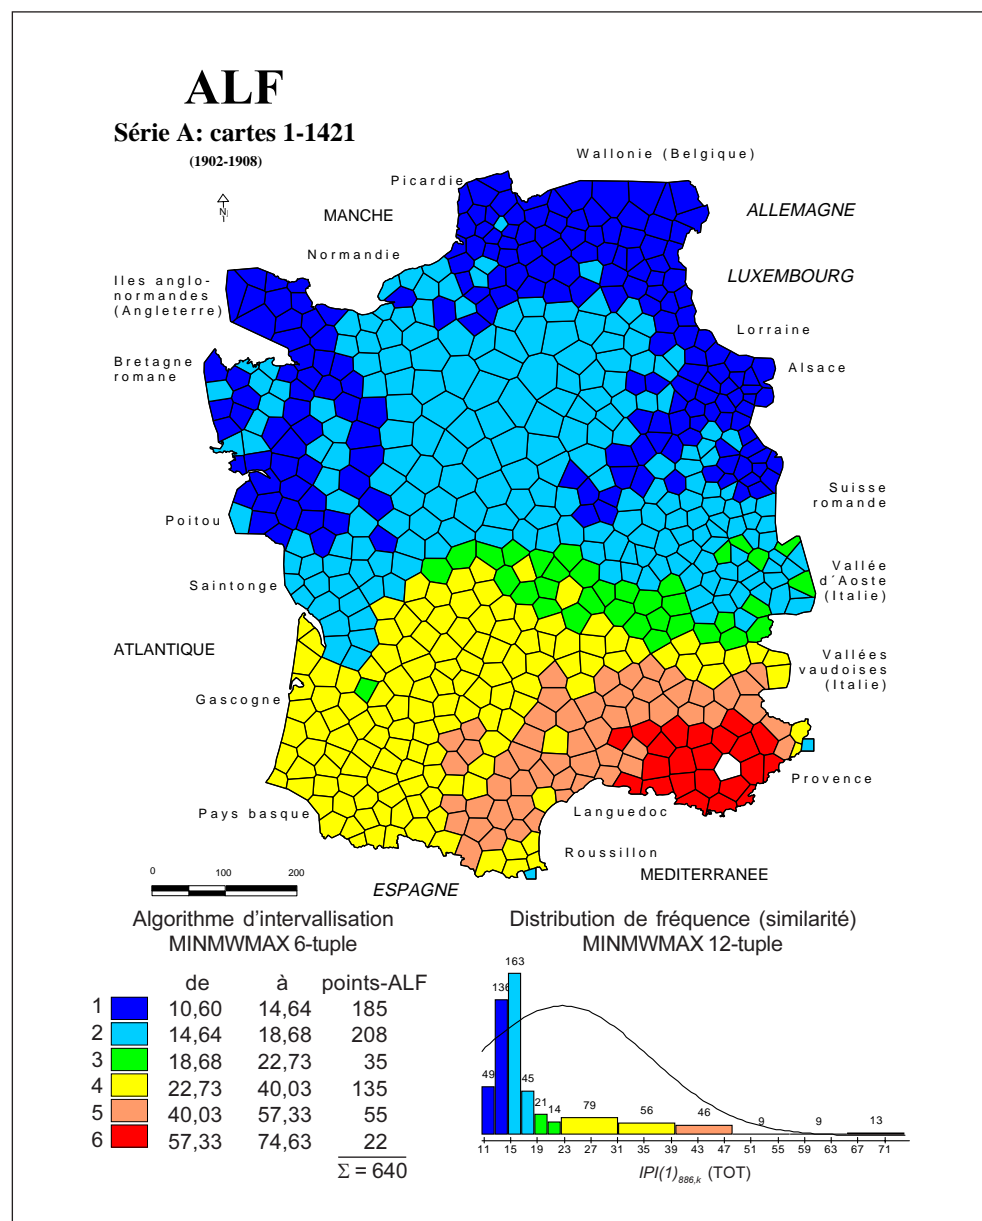 ALF
Série A: cartes 1-1421
(1902-1908)
N
Wallonie (Belgique)
Picardie
MANCHE
ALLEMAGNE
Normandie
LUXEMBOURG
Iles anglo-
normandes
(Angleterre)
Lorraine
Bretagne
romane
Alsace
Suisse
romande
Poitou
Vallée
d´Aoste
(Italie)
Saintonge
ATLANTIQUE
Vallées
vaudoises
(Italie)
Gascogne
Provence
Pays basque
Languedoc
Roussillon
MEDITERRANEE
ESPAGNE
0 100 200
Algorithme d'intervallisation
MINMWMAX 6-tuple
de à points-ALF
1 10,60 14,64 185
2 14,64 18,68 208
3 18,68 22,73 35
4 22,73 40,03 135
5 40,03 57,33 55
6 57,33 74,63 22
Σ = 640
Distribution de fréquence (similarité)
MINMWMAX 12-tuple
163
136
49
45
21
14
79
56
46
9
9
13
11 15 19 23 27 31 35 39 43 47 51 55 59 63 67 71
IPI(1)886,k (TOT)